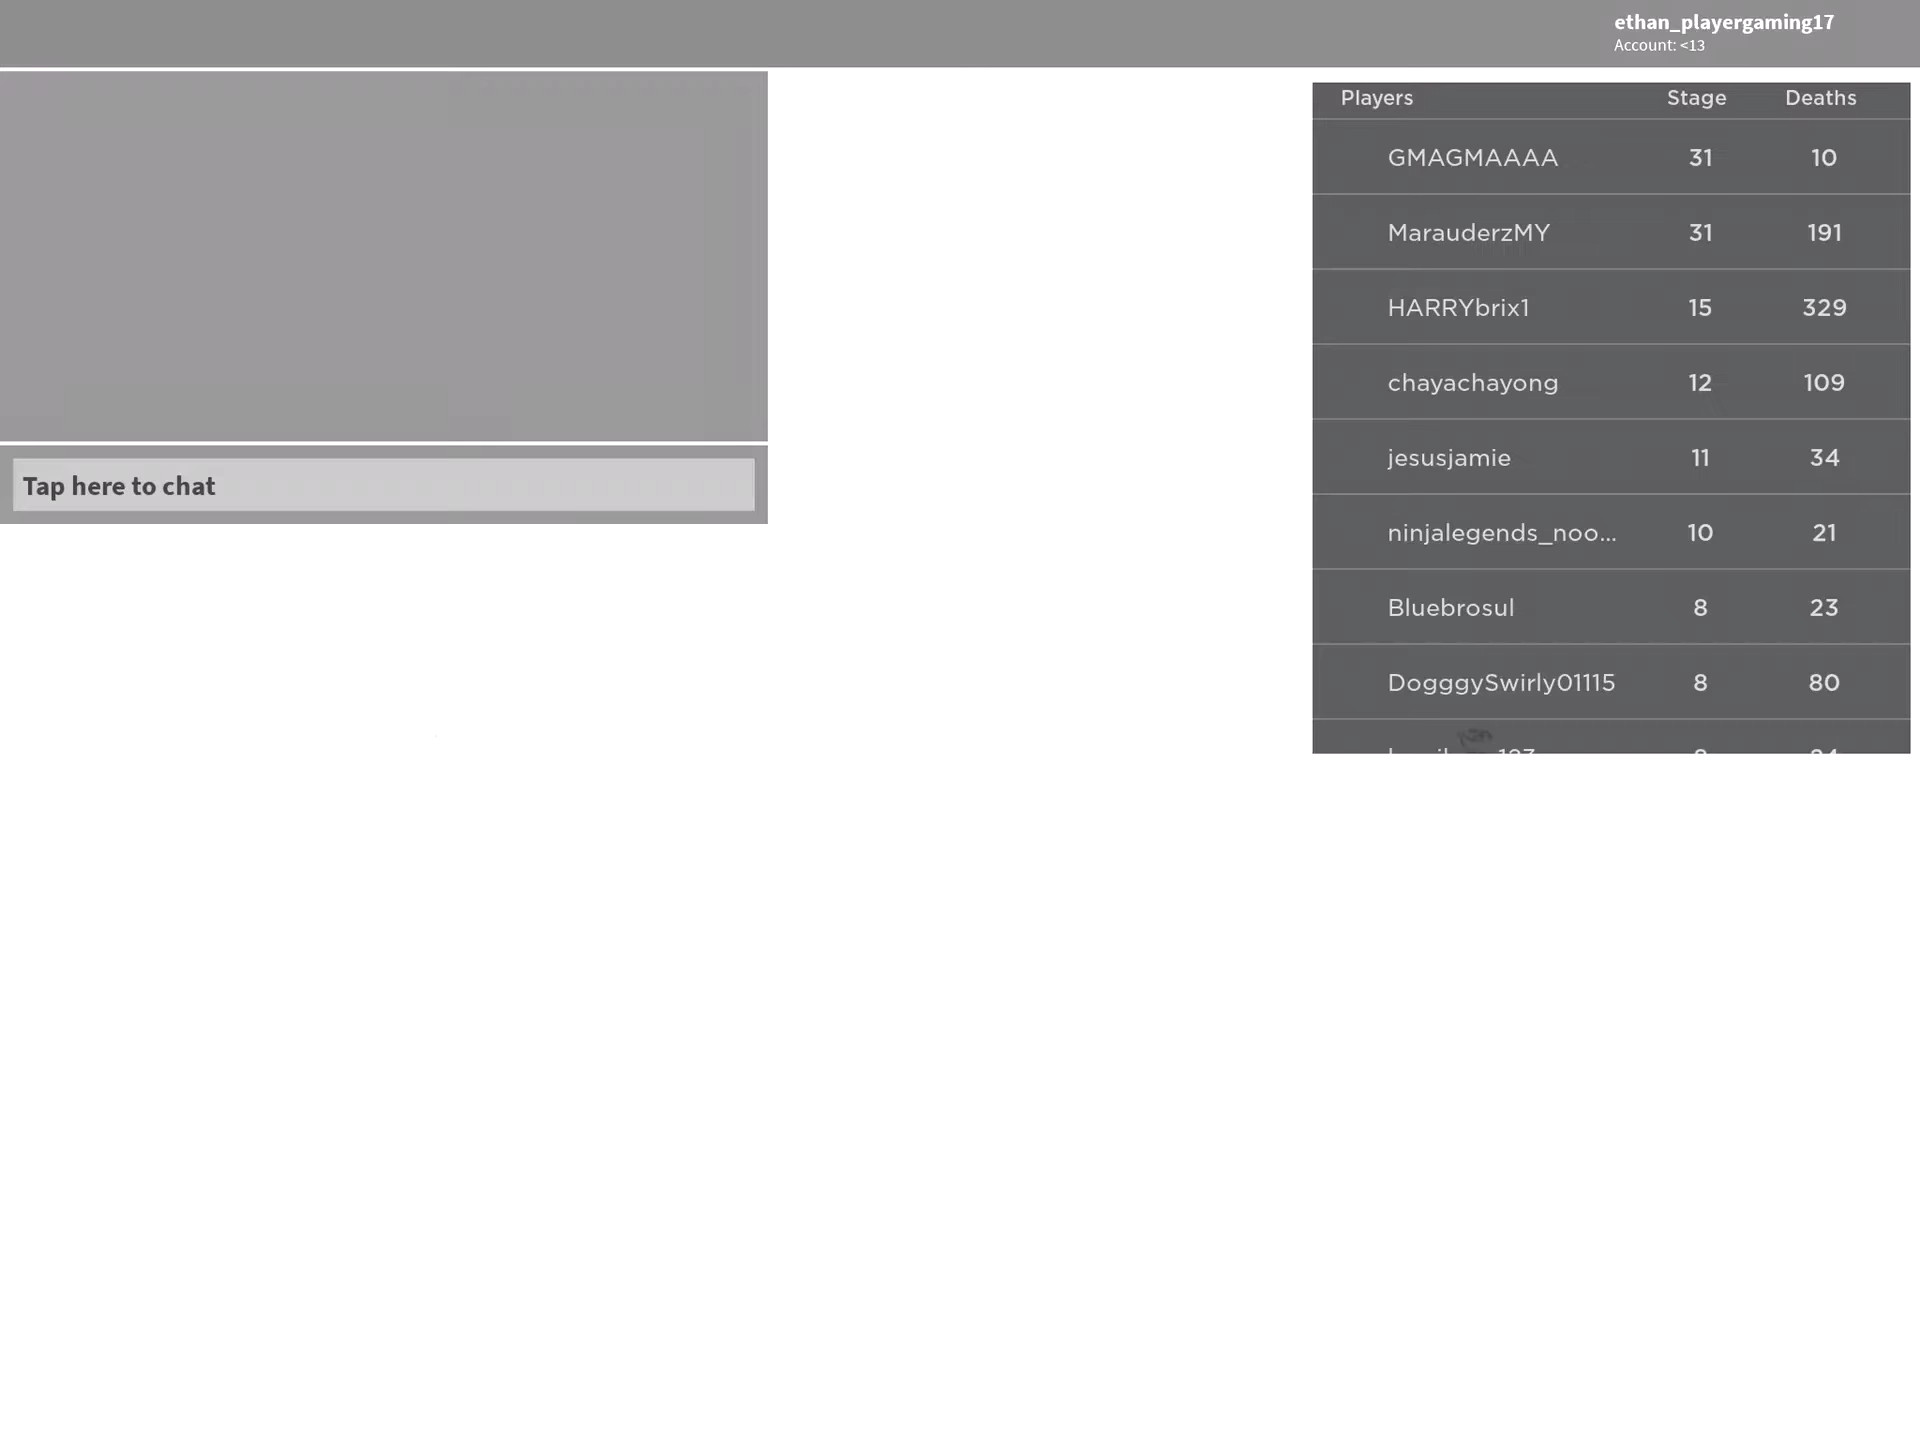 ethan_playergaming17
Account: <13
Players Stage Deaths
GMAGMAAAA 31 10
MarauderzMY 31 191
HARRYbrix1 15 329
chayachayong 12 109
jesusjamie 11 34
Tap here to chat
ninjalegends_noo... 10 21
Bluebrosul 8 23
DogggySwirly01115 8 80